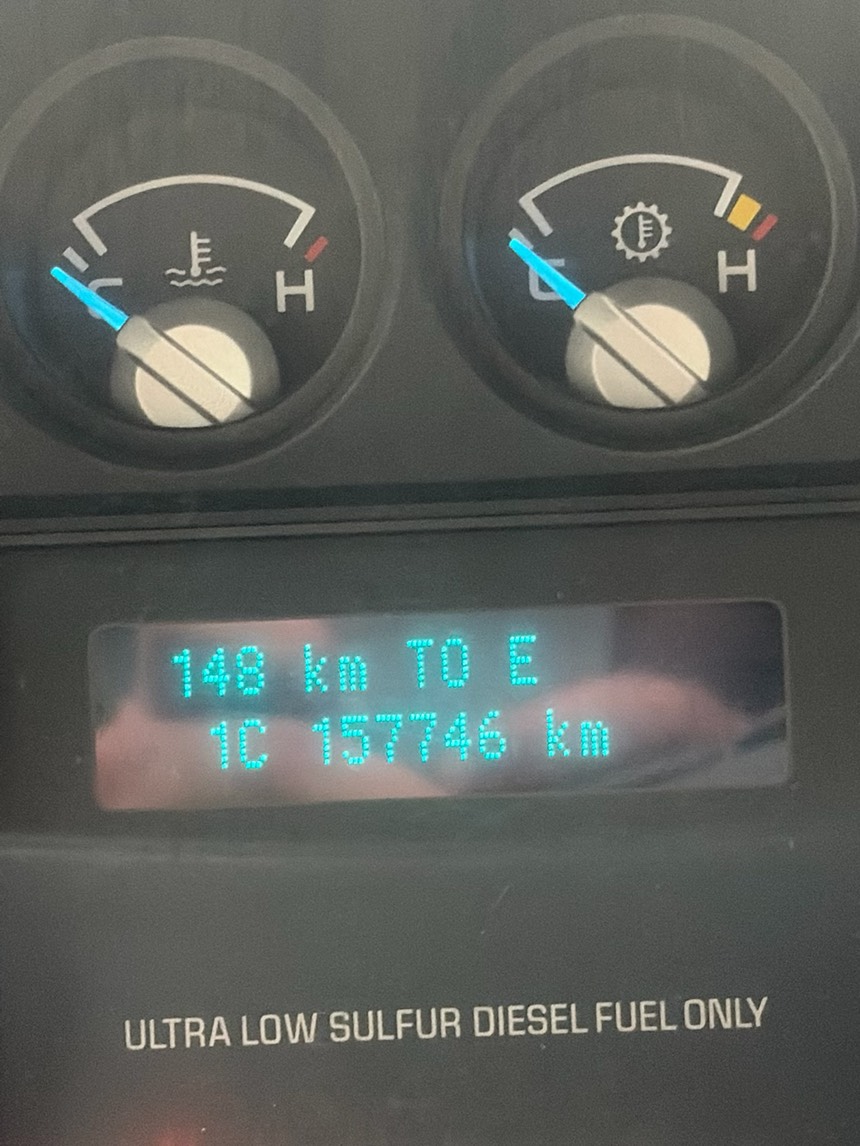 C H
C H
148 km TO E
1C 157746 km
ULTRA LOW SULFUR DIESEL FUEL ONLY